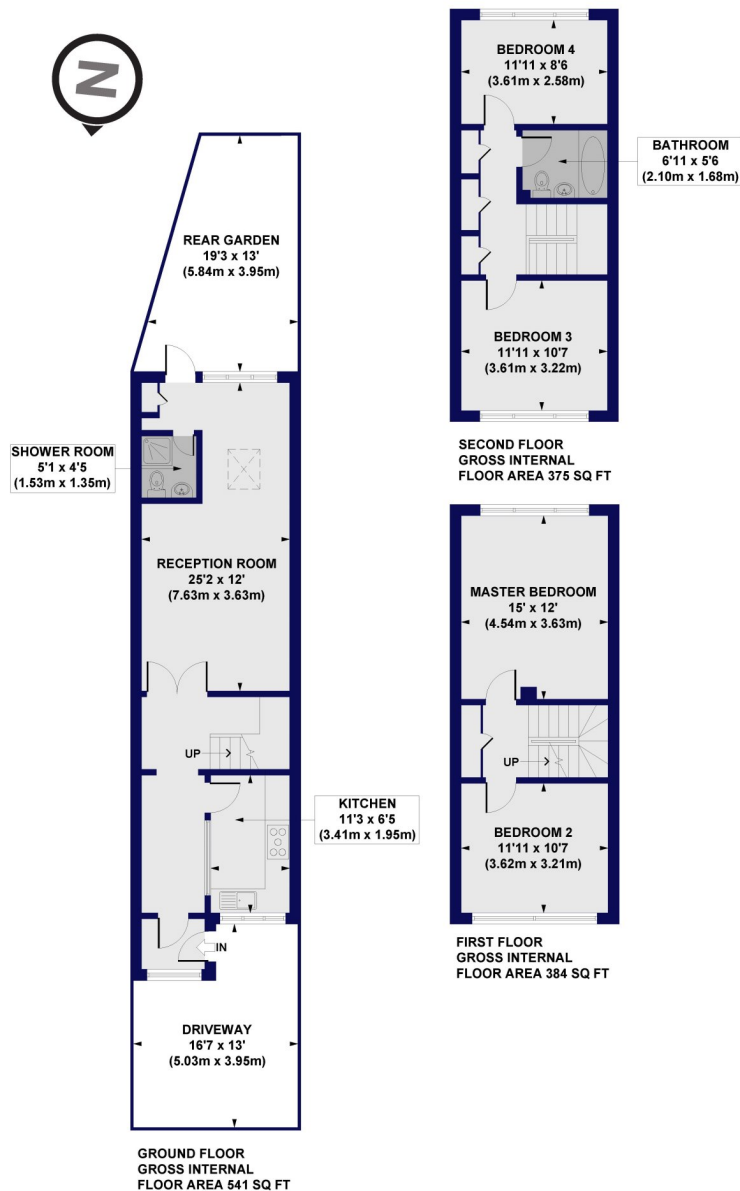 N
REAR GARDEN
19'3 x 13'
(5.84m x 3.95m)
SHOWER ROOM
5'1 x 4'5
(1.53m x 1.35m)
RECEPTION ROOM
25'2 x 12'
(7.63m x 3.63m)
UP
KITCHEN
11'3 x 6'5
(3.41m x 1.95m)
IN
DRIVEWAY
16'7 x 13'
(5.03m x 3.95m)
GROUND FLOOR
GROSS INTERNAL
FLOOR AREA 541 SQ FT
BEDROOM 4
11'11 x 8'6
(3.61m x 2.58m)
BATHROOM
6'11 x 5'6
(2.10m x 1.68m)
BEDROOM 3
11'11 x 10'7
(3.61m x 3.22m)
SECOND FLOOR
GROSS INTERNAL
FLOOR AREA 375 SQ FT
MASTER BEDROOM
15' x 12'
(4.54m x 3.63m)
UP
BEDROOM 2
11'11 x 10'7
(3.62m x 3.21m)
FIRST FLOOR
GROSS INTERNAL
FLOOR AREA 384 SQ FT